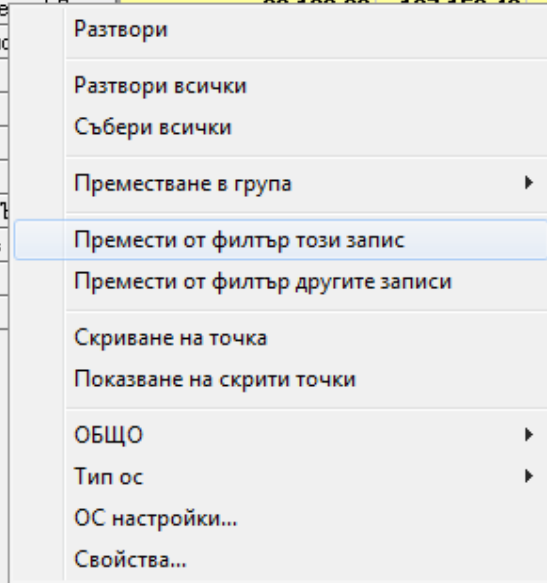 Разтвори
Разтвори всички
Събери всички
Преместване в група
Премести от филтър този запис
Премести от филтър другите записи
Скриване на точка
Показване на скрити точки
ОБЩО
Тип ос
ОС настройки...
Свойства...